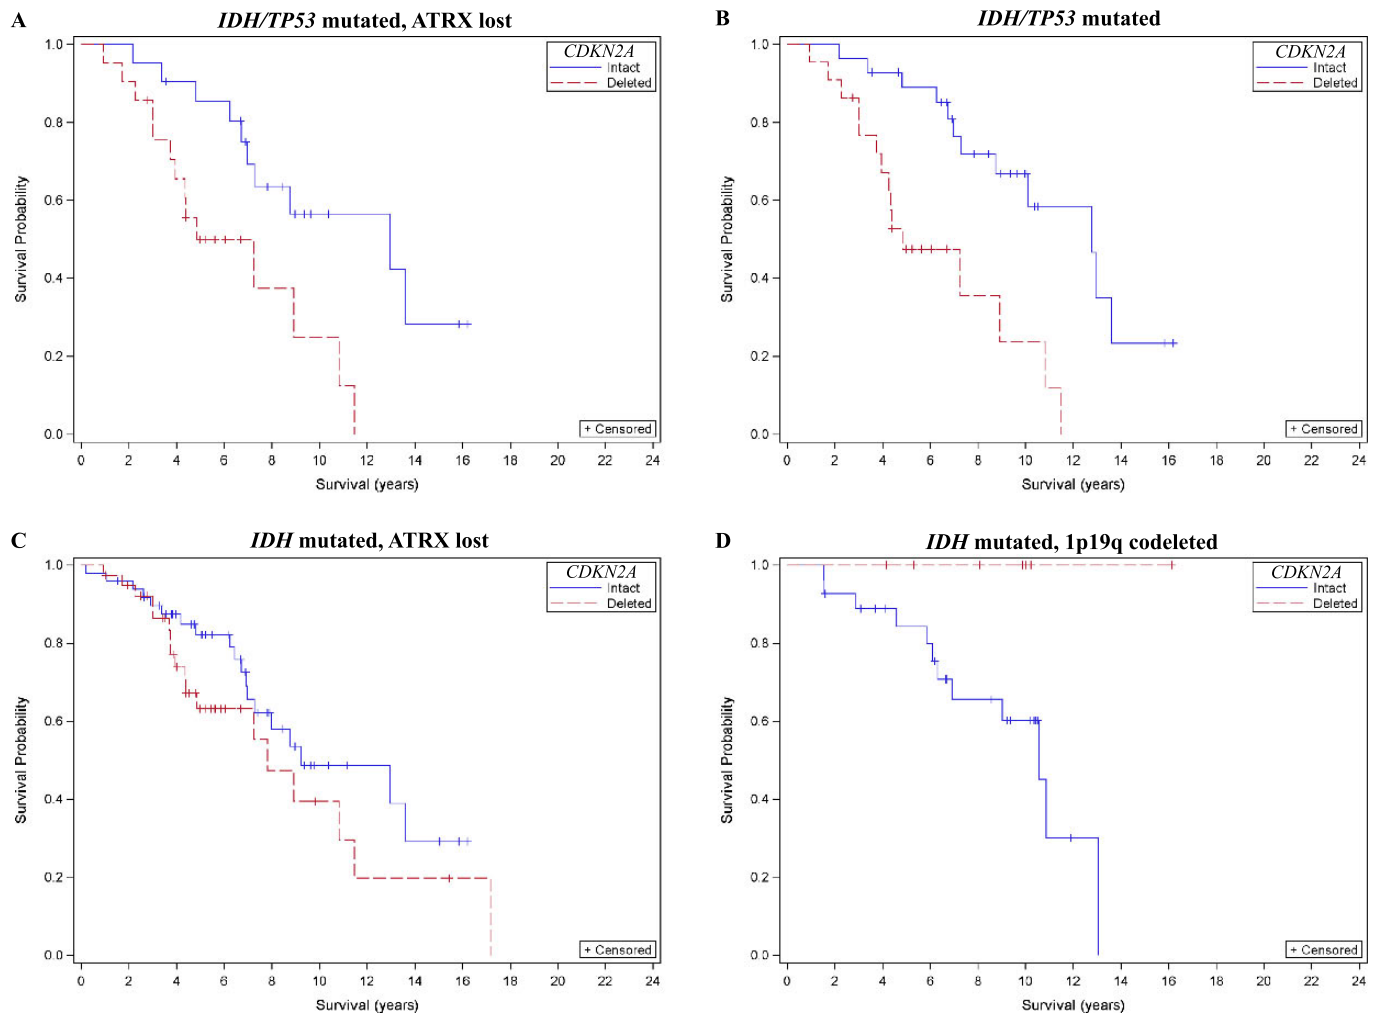 A
IDH/TP53 mutated, ATRX lost
CDKN2A
Intact
Deleted
1.0
0.8
0.6
0.4
0.2
0.0
Survival Probability
+ Censored
0 2 4 6 8 10 12 14 16 18 20 22 24
Survival (years)
B
IDH/TP53 mutated
CDKN2A
Intact
Deleted
1.0
0.8
0.6
0.4
0.2
0.0
Survival Probability
+ Censored
0 2 4 6 8 10 12 14 16 18 20 22 24
Survival (years)
C
IDH mutated, ATRX lost
CDKN2A
Intact
Deleted
1.0
0.8
0.6
0.4
0.2
0.0
Survival Probability
+ Censored
0 2 4 6 8 10 12 14 16 18 20 22 24
Survival (years)
D
IDH mutated, 1p19q codeleted
CDKN2A
Intact
Deleted
1.0
0.8
0.6
0.4
0.2
0.0
Survival Probability
+ Censored
0 2 4 6 8 10 12 14 16 18 20 22 24
Survival (years)